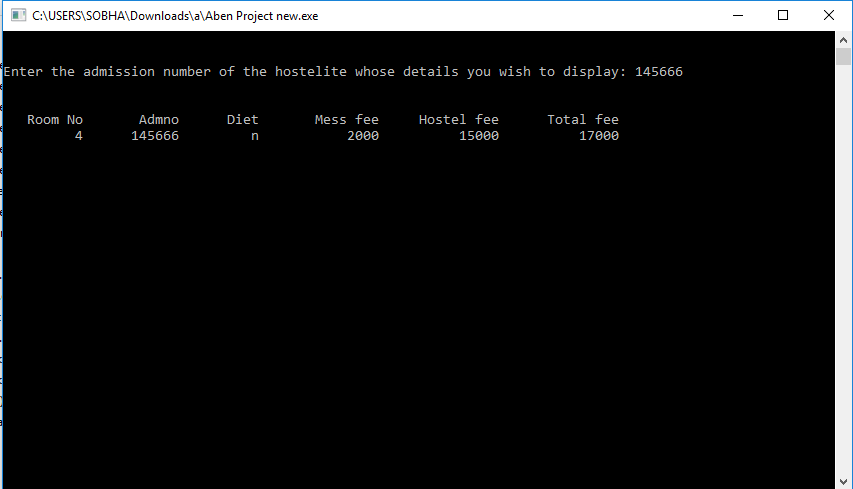 C:\USERS\SOBHA\Downloads\a\Aben Project new.exe
Enter the admission number of the hostelite whose details you wish to display: 145666
Room No Admno Diet Mess fee Hostel fee Total fee
4 145666 n 2000 15000 17000